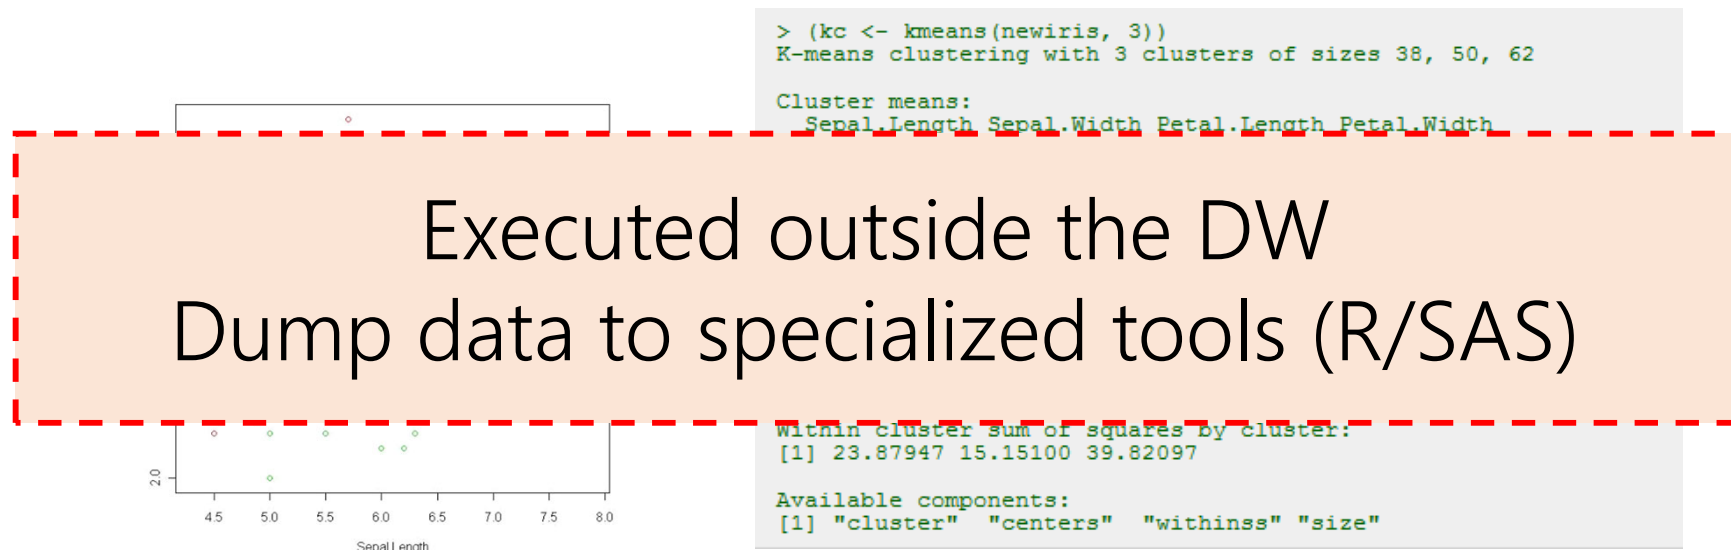 > (kc <- kmeans(newiris, 3))
K-means clustering with 3 clusters of sizes 38, 50, 62
Cluster means:
Sepal.Length Sepal.Width Petal.Length Petal.Width
Executed outside the DW
Dump data to specialized tools (R/SAS)
Within cluster sum of squares by cluster:
[1] 23.87947 15.15100 39.82097
Available components:
[1] "cluster" "centers" "withinss" "size"
2.0
4.5 5.0 5.5 6.0 6.5 7.0 7.5 8.0
Sepal.Length